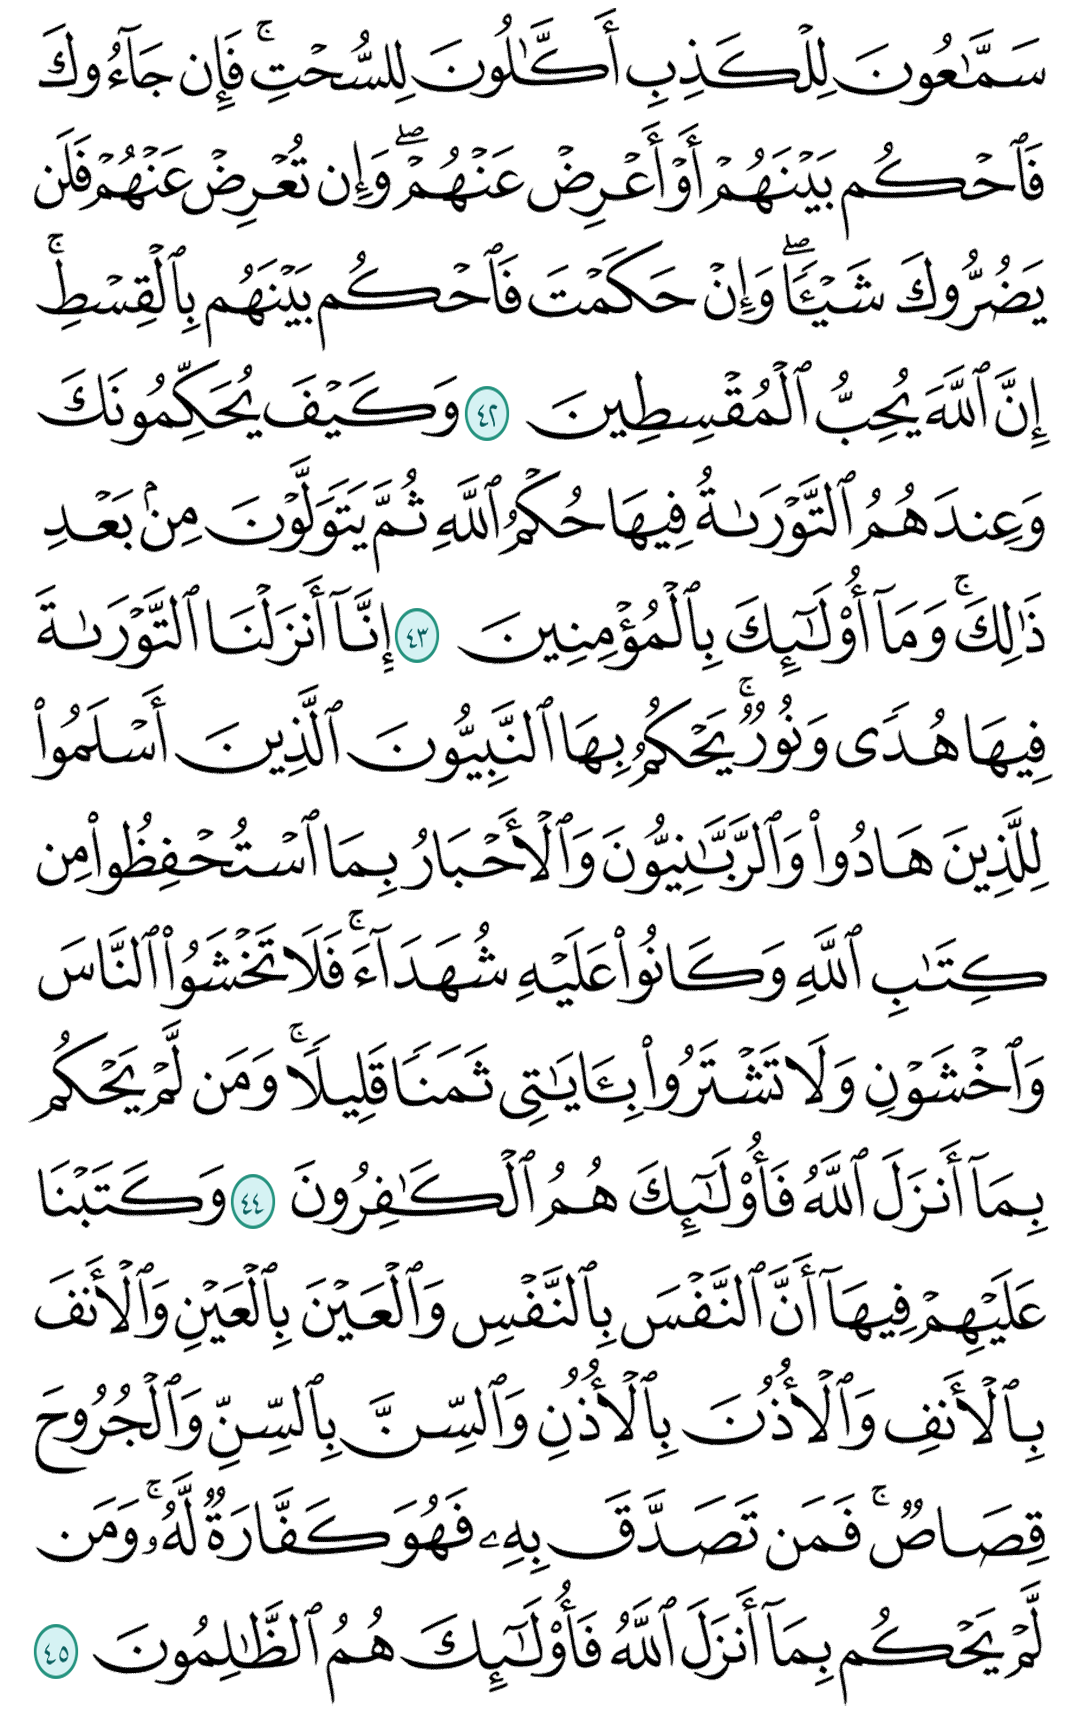 سَمَّٰعُونَ لِلۡكَذِبِ أَكَّٰلُونَ لِلسُّحۡتِۚ فَإِن جَآءُوكَ
فَٱحۡكُم بَيۡنَهُمۡ أَوۡ أَعۡرِضۡ عَنۡهُمۡۖ وَإِن تُعۡرِضۡ عَنۡهُمۡ فَلَن
يَضُرُّوكَ شَيۡـٔٗاۖ وَإِنۡ حَكَمۡتَ فَٱحۡكُم بَيۡنَهُم بِٱلۡقِسۡطِۚ
إِنَّ ٱللَّهَ يُحِبُّ ٱلۡمُقۡسِطِينَ ٤٢ وَكَيۡفَ يُحَكِّمُونَكَ
وَعِندَهُمُ ٱلتَّوۡرَىٰةُ فِيهَا حُكۡمُ ٱللَّهِ ثُمَّ يَتَوَلَّوۡنَ مِنۢ بَعۡدِ
ذَٰلِكَۚ وَمَآ أُوْلَٰٓئِكَ بِٱلۡمُؤۡمِنِينَ ٤٣ إِنَّآ أَنزَلۡنَا ٱلتَّوۡرَىٰةَ
فِيهَا هُدٗى وَنُورٞۚ يَحۡكُمُ بِهَا ٱلنَّبِيُّونَ ٱلَّذِينَ أَسۡلَمُواْ
لِلَّذِينَ هَادُواْ وَٱلرَّبَّٰنِيُّونَ وَٱلۡأَحۡبَارُ بِمَا ٱسۡتُحۡفِظُواْ مِن
كِتَٰبِ ٱللَّهِ وَكَانُواْ عَلَيۡهِ شُهَدَآءَۚ فَلَا تَخۡشَوُاْ ٱلنَّاسَ
وَٱخۡشَوۡنِ وَلَا تَشۡتَرُواْ بِـَٔايَٰتِي ثَمَنٗا قَلِيلٗاۚ وَمَن لَّمۡ يَحۡكُم
بِمَآ أَنزَلَ ٱللَّهُ فَأُوْلَٰٓئِكَ هُمُ ٱلۡكَٰفِرُونَ ٤٤ وَكَتَبۡنَا
عَلَيۡهِمۡ فِيهَآ أَنَّ ٱلنَّفۡسَ بِٱلنَّفۡسِ وَٱلۡعَيۡنَ بِٱلۡعَيۡنِ وَٱلۡأَنفَ
بِٱلۡأَنفِ وَٱلۡأُذُنَ بِٱلۡأُذُنِ وَٱلسِّنَّ بِٱلسِّنِّ وَٱلۡجُرُوحَ
قِصَاصٞۚ فَمَن تَصَدَّقَ بِهِۦ فَهُوَ كَفَّارَةٞ لَّهُۥۚ وَمَن
لَّمۡ يَحۡكُم بِمَآ أَنزَلَ ٱللَّهُ فَأُوْلَٰٓئِكَ هُمُ ٱلظَّٰلِمُونَ ٤٥